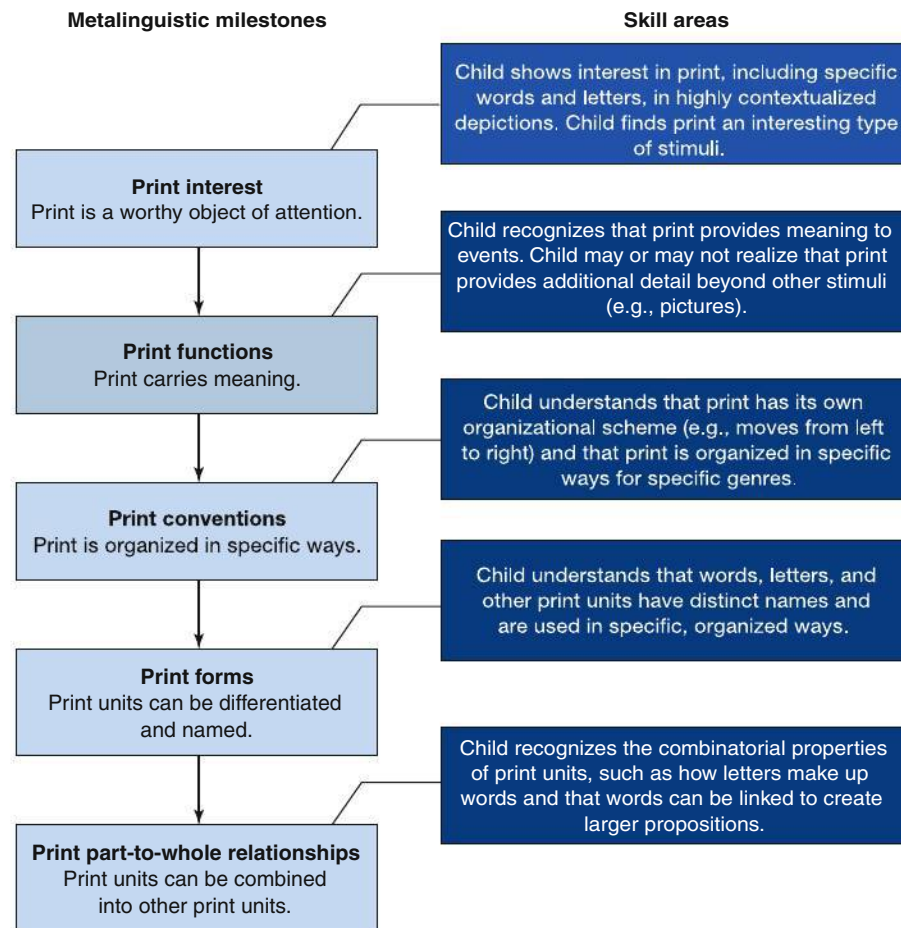 Metalinguistic milestones
Skill areas
Child shows interest in print, including specific
words and letters, in highly contextualized
depictions. Child finds print an interesting type
of stimuli.
Print interest
Print is a worthy object of attention.
Child recognizes that print provides meaning to
events. Child may or may not realize that print
provides additional detail beyond other stimuli
(e.g., pictures).
Print functions
Print carries meaning.
Child understands that print has its own
organizational scheme (e.g., moves from left
to right) and that print is organized in specific
ways for specific genres.
Print conventions
Print is organized in specific ways.
Child understands that words, letters, and
other print units have distinct names and
are used in specific, organized ways.
Print forms
Print units can be differentiated
and named.
Child recognizes the combinatorial properties
of print units, such as how letters make up
words and that words can be linked to create
larger propositions.
Print part-to-whole relationships
Print units can be combined
into other print units.